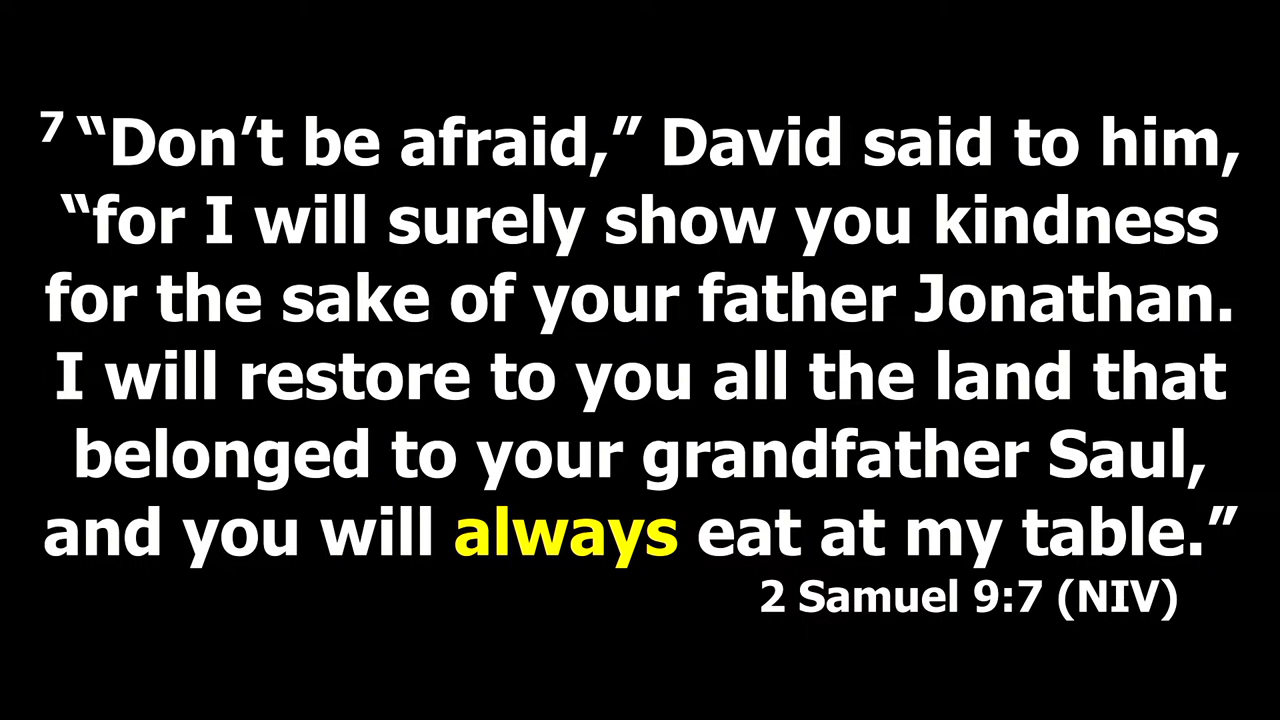 7 “Don’t be afraid,” David said to him,
“for I will surely show you kindness
for the sake of your father Jonathan.
I will restore to you all the land that
belonged to your grandfather Saul,
and you will always eat at my table.”
2 Samuel 9:7 (NIV)